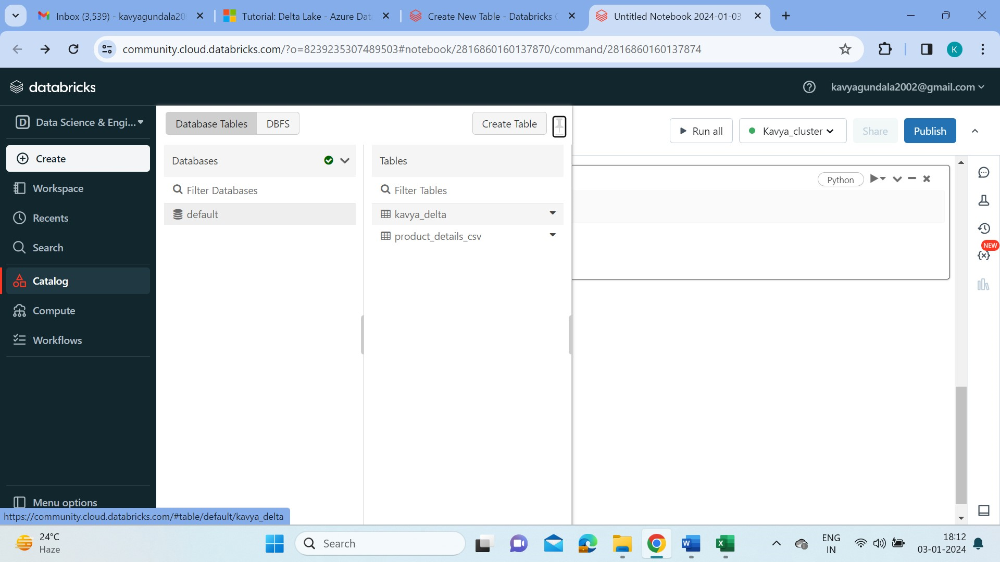 Inbox (3,539) - kavyagundala20
Tutorial: Delta Lake - Azure Dat
Create New Table - Databricks C
Untitled Notebook 2024-01-03
community.cloud.databricks.com/?o=8239235307489503#notebook/2816860160137870/command/2816860160137874
K
databricks
kavyagundala2002@gmail.com
D Data Science & Engi...
Database Tables
DBFS
Create Table
Run all
Kavya_cluster
Share
Publish
Create
Workspace
Recents
Search
Catalog
Compute
Workflows
Menu options
Databases
Filter Databases
default
Tables
Filter Tables
kavya_delta
product_details_csv
Python
NEW
https://community.cloud.databricks.com/#table/default/kavya_delta
24°C
Haze
Search
ENG
IN
18:12
03-01-2024